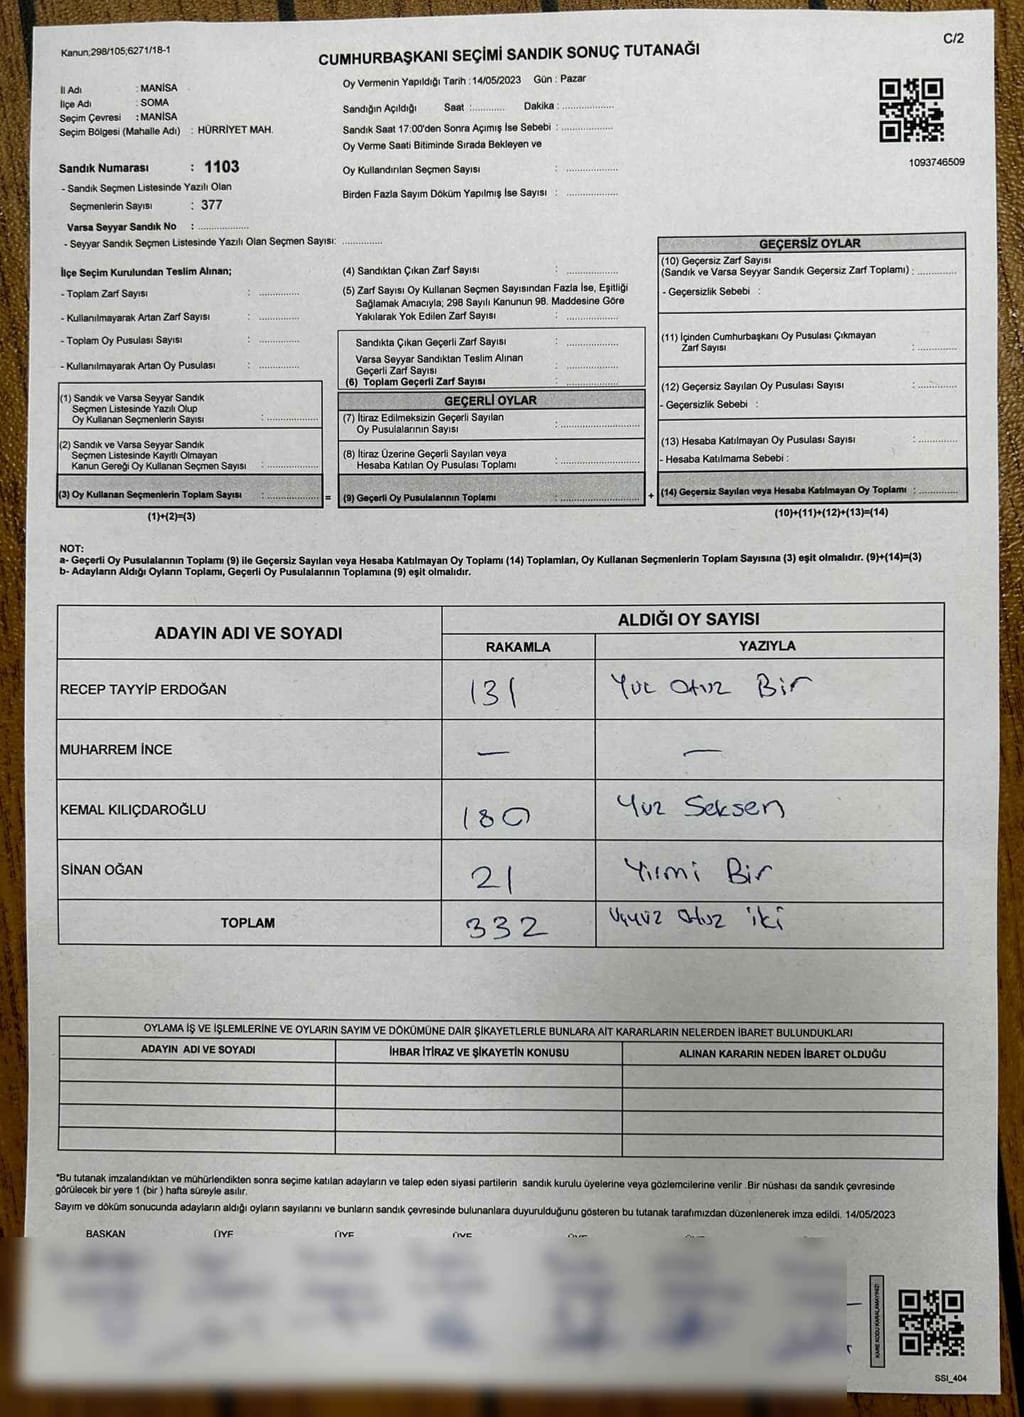 Kanun;298/105;6271/18-1
C/2
CUMHURBAŞKANI SEÇİMİ SANDIK SONUÇ TUTANAĞI
İl Adı : MANİSA
İlçe Adı : SOMA
Seçim Çevresi : MANİSA
Seçim Bölgesi (Mahalle Adı) : HÜRRİYET MAH.
Sandık Numarası : 1103
- Sandık Seçmen Listesinde Yazılı Olan
Seçmenlerin Sayısı : 377
Varsa Seyyar Sandık No : ................
- Seyyar Sandık Seçmen Listesinde Yazılı Olan Seçmen Sayısı: .............
Oy Vermenin Yapıldığı Tarih :14/05/2023 Gün : Pazar
Sandığın Açıldığı Saat :........... Dakika : ................
Sandık Saat 17:00'den Sonra Açımış İse Sebebi : ................
Oy Verme Saati Bitiminde Sırada Bekleyen ve
Oy Kullandırılan Seçmen Sayısı : ................
Birden Fazla Sayım Döküm Yapılmış İse Sayısı : ................
1093746509
İlçe Seçim Kurulundan Teslim Alınan;
- Toplam Zarf Sayısı : .............
- Kullanılmayarak Artan Zarf Sayısı : .............
- Toplam Oy Pusulası Sayısı : .............
- Kullanılmayarak Artan Oy Pusulası : .............
(1) Sandık ve Varsa Seyyar Sandık
Seçmen Listesinde Yazılı Olup
Oy Kullanan Seçmenlerin Sayısı : ................
(2) Sandık ve Varsa Seyyar Sandık
Seçmen Listesinde Kayıtlı Olmayan
Kanun Gereği Oy Kullanan Seçmen Sayısı : ................
(3) Oy Kullanan Seçmenlerin Toplam Sayısı : ................ =
(1)+(2)=(3)
(4) Sandıktan Çıkan Zarf Sayısı : ................
(5) Zarf Sayısı Oy Kullanan Seçmen Sayısından Fazla İse, Eşitliği
Sağlamak Amacıyla; 298 Sayılı Kanunun 98. Maddesine Göre
Yakılarak Yok Edilen Zarf Sayısı : ................
Sandıkta Çıkan Geçerli Zarf Sayısı : ................
Varsa Seyyar Sandıktan Teslim Alınan
Geçerli Zarf Sayısı : ................
(6) Toplam Geçerli Zarf Sayısı : ................
GEÇERLİ OYLAR
(7) İtiraz Edilmeksizin Geçerli Sayılan
Oy Pusulalarının Sayısı : ................
(8) İtiraz Üzerine Geçerli Sayılan veya
Hesaba Katılan Oy Pusulası Toplamı : ................
(9) Geçerli Oy Pusulalarının Toplamı : ................ +
GEÇERSİZ OYLAR
(10) Geçersiz Zarf Sayısı
(Sandık ve Varsa Seyyar Sandık Geçersiz Zarf Toplamı) : ............
- Geçersizlik Sebebi :
(11) İçinden Cumhurbaşkanı Oy Pusulası Çıkmayan
Zarf Sayısı : ............
(12) Geçersiz Sayılan Oy Pusulası Sayısı : ............
- Geçersizlik Sebebi :
(13) Hesaba Katılmayan Oy Pusulası Sayısı : ............
- Hesaba Katılmama Sebebi :
(14) Geçersiz Sayılan veya Hesaba Katılmayan Oy Toplamı : ............
(10)+(11)+(12)+(13)=(14)
NOT:
a- Geçerli Oy Pusulalarının Toplamı (9) ile Geçersiz Sayılan veya Hesaba Katılmayan Oy Toplamı (14) Toplamları, Oy Kullanan Seçmenlerin Toplam Sayısına (3) eşit olmalıdır. (9)+(14)=(3)
b- Adayların Aldığı Oyların Toplamı, Geçerli Oy Pusulalarının Toplamına (9) eşit olmalıdır.
ADAYIN ADI VE SOYADI
ALDIĞI OY SAYISI
RAKAMLA YAZIYLA
RECEP TAYYİP ERDOĞAN 131 Yüz Otuz Bir
MUHARREM İNCE — —
KEMAL KILIÇDAROĞLU 180 Yüz Seksen
SİNAN OĞAN 21 Yirmi Bir
TOPLAM 332 Üçyüz Otuz iki
OYLAMA İŞ VE İŞLEMLERİNE VE OYLARIN SAYIM VE DÖKÜMÜNE DAİR ŞİKAYETLERLE BUNLARA AİT KARARLARIN NELERDEN İBARET BULUNDUKLARI
ADAYIN ADI VE SOYADI İHBAR İTİRAZ VE ŞİKAYETİN KONUSU ALINAN KARARIN NEDEN İBARET OLDUĞU
*Bu tutanak imzalandıktan ve mühürlendikten sonra seçime katılan adayların ve talep eden siyasi partilerin sandık kurulu üyelerine veya gözlemcilerine verilir .Bir nüshası da sandık çevresinde
görülecek bir yere 1 (bir ) hafta süreyle asılır.
Sayım ve döküm sonucunda adayların aldığı oyların sayılarını ve bunların sandık çevresinde bulunanlara duyurulduğunu gösteren bu tutanak tarafımızdan düzenlenerek imza edildi. 14/05/2023
BAŞKAN ÜYE ÜYE ÜYE ÜYE ÜYE
KARE KODU KARALAMAYINIZ!
SSI_404